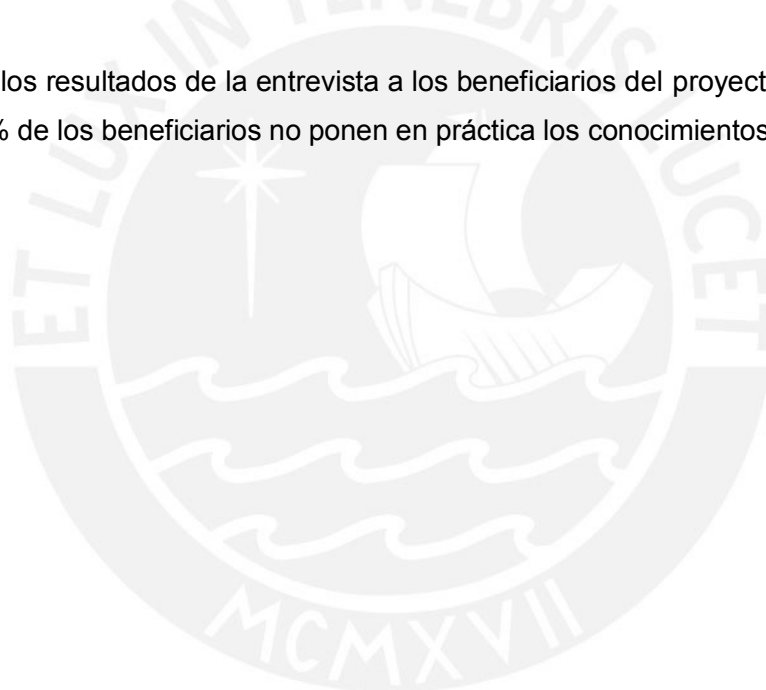 los resultados de la entrevista a los beneficiarios del proyect
% de los beneficiarios no ponen en práctica los conocimientos
ET LUX IN TENEBRIS LUCET
MCMXVII